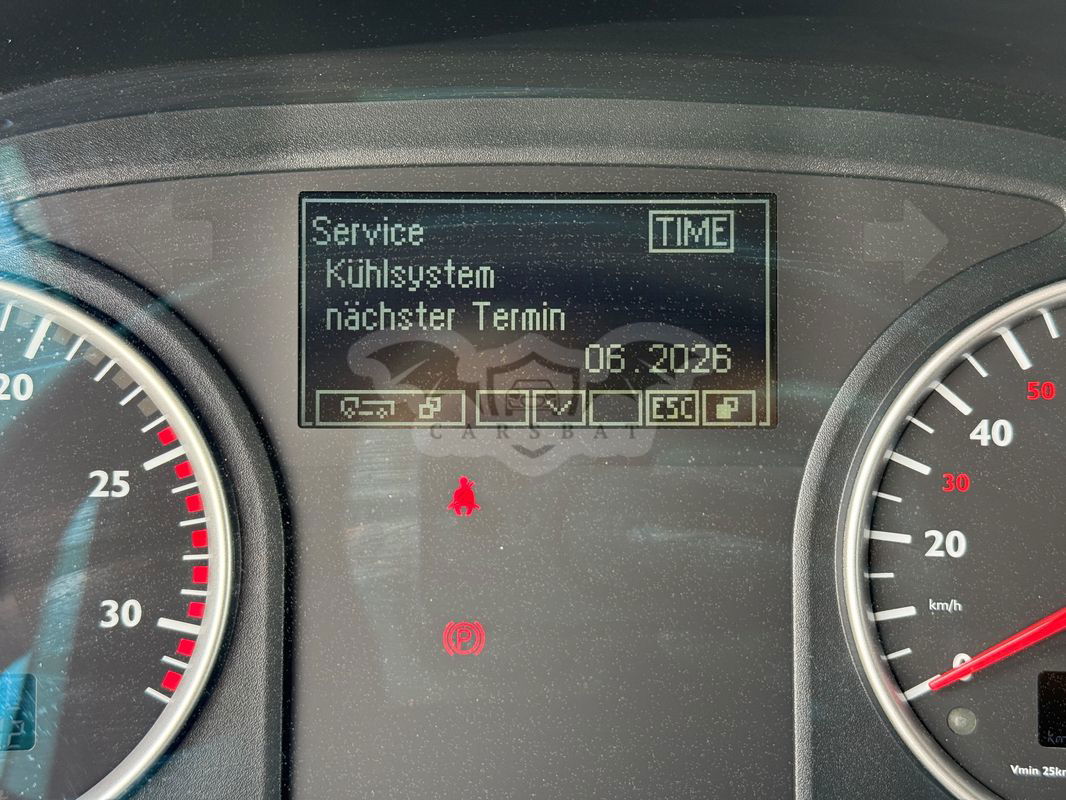 Service TIME
Kühlsystem
nächster Termin
06.2026
ESC
CARSBAT
20
25
30
50
40
30
20
km/h
0
Vmin 25km
P